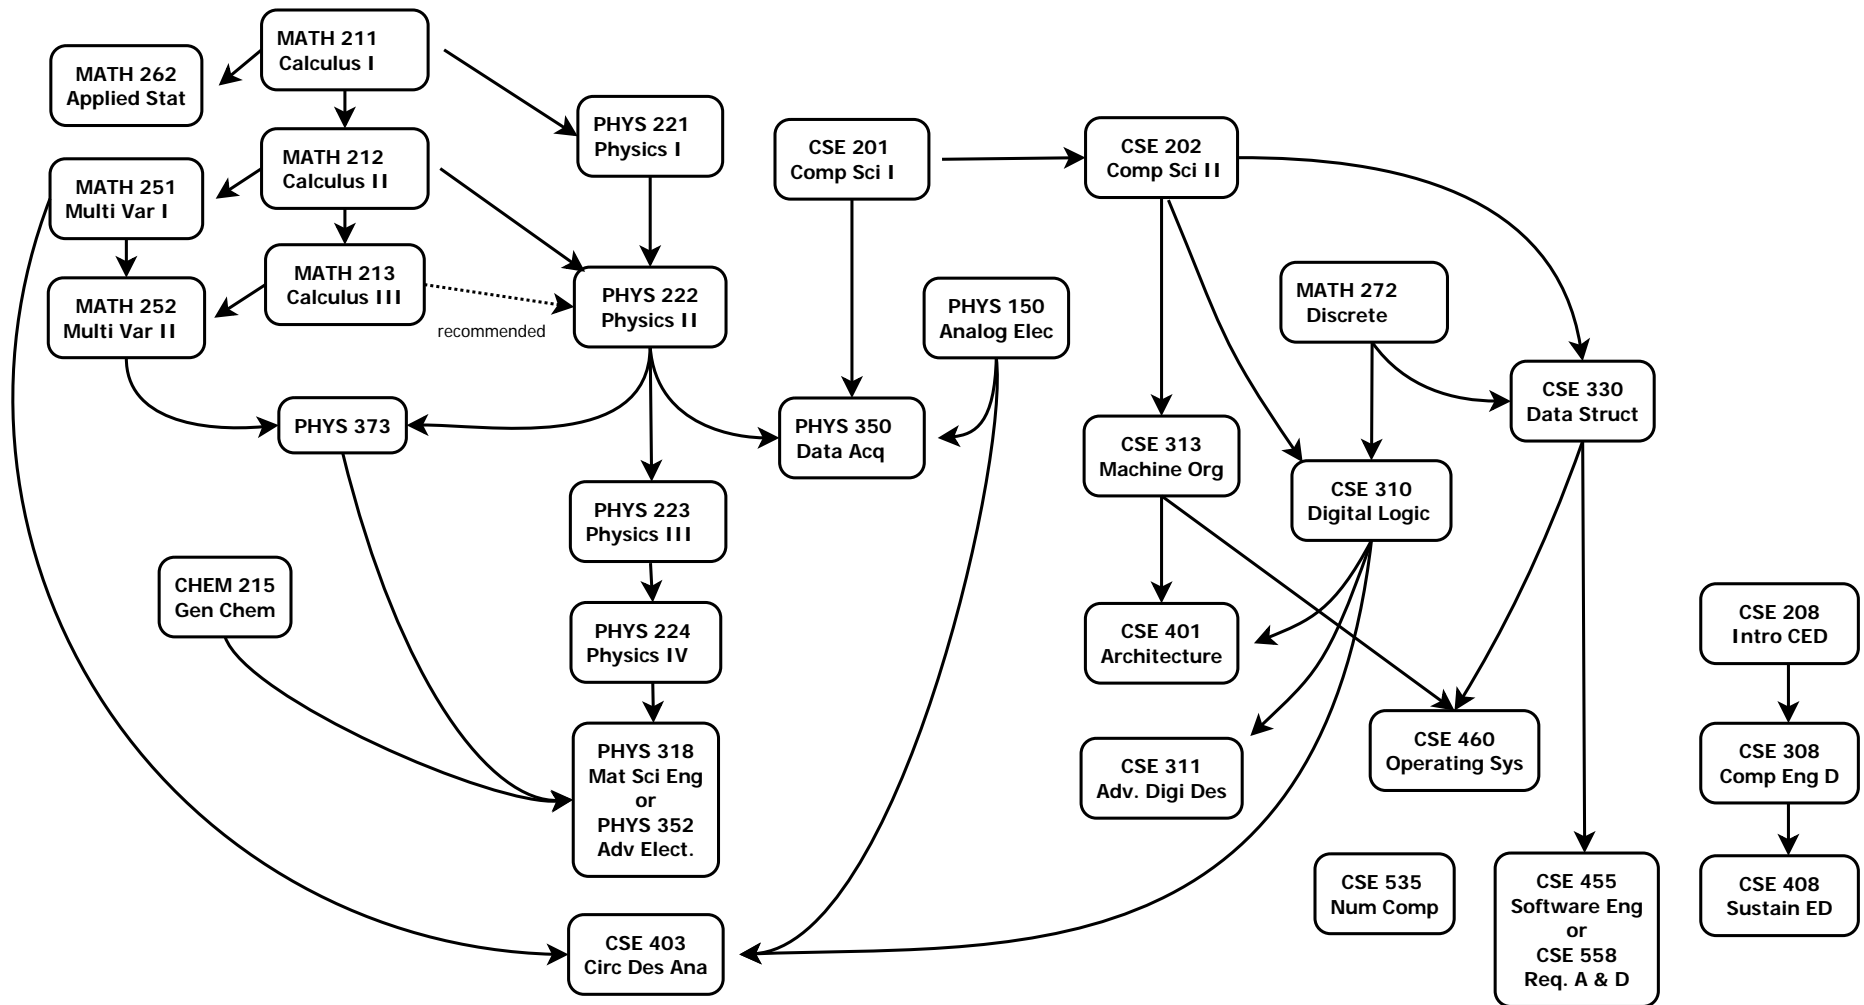 MATH 211
Calculus I
MATH 262
Applied Stat
PHYS 221
Physics I
CSE 201
Comp Sci I
CSE 202
Comp Sci II
MATH 212
Calculus II
MATH 251
Multi Var I
MATH 213
Calculus III
MATH 252
Multi Var II
recommended
PHYS 222
Physics II
PHYS 150
Analog Elec
MATH 272
Discrete
CSE 330
Data Struct
PHYS 373
PHYS 350
Data Acq
CSE 313
Machine Org
CSE 310
Digital Logic
PHYS 223
Physics III
CHEM 215
Gen Chem
PHYS 224
Physics IV
CSE 401
Architecture
CSE 208
Intro CED
PHYS 318
Mat Sci Eng
or
PHYS 352
Adv Elect.
CSE 311
Adv. Digi Des
CSE 460
Operating Sys
CSE 308
Comp Eng D
CSE 535
Num Comp
CSE 455
Software Eng
or
CSE 558
Req. A & D
CSE 408
Sustain ED
CSE 403
Circ Des Ana